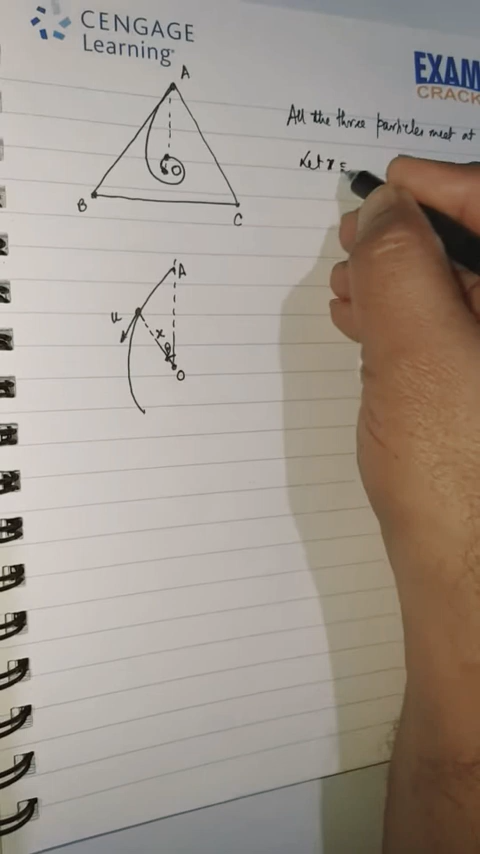 CENGAGE
Learning
EXAM
CRACK
A
B
C
O
All the three particles meet at
Let r =
A
u
x
θ
O